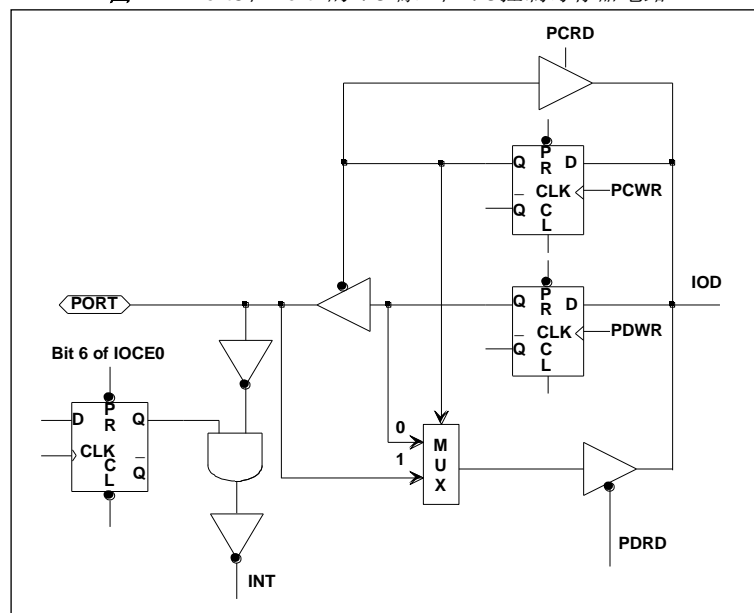 PCRD
P
Q R D
CLK PCWR
Q C
L
IOD
PORT
P
Q R D
CLK PDWR
Q C
L
Bit 6 of IOCE0
P
D R Q
CLK
C Q
L
0
1
M
U
X
PDRD
INT